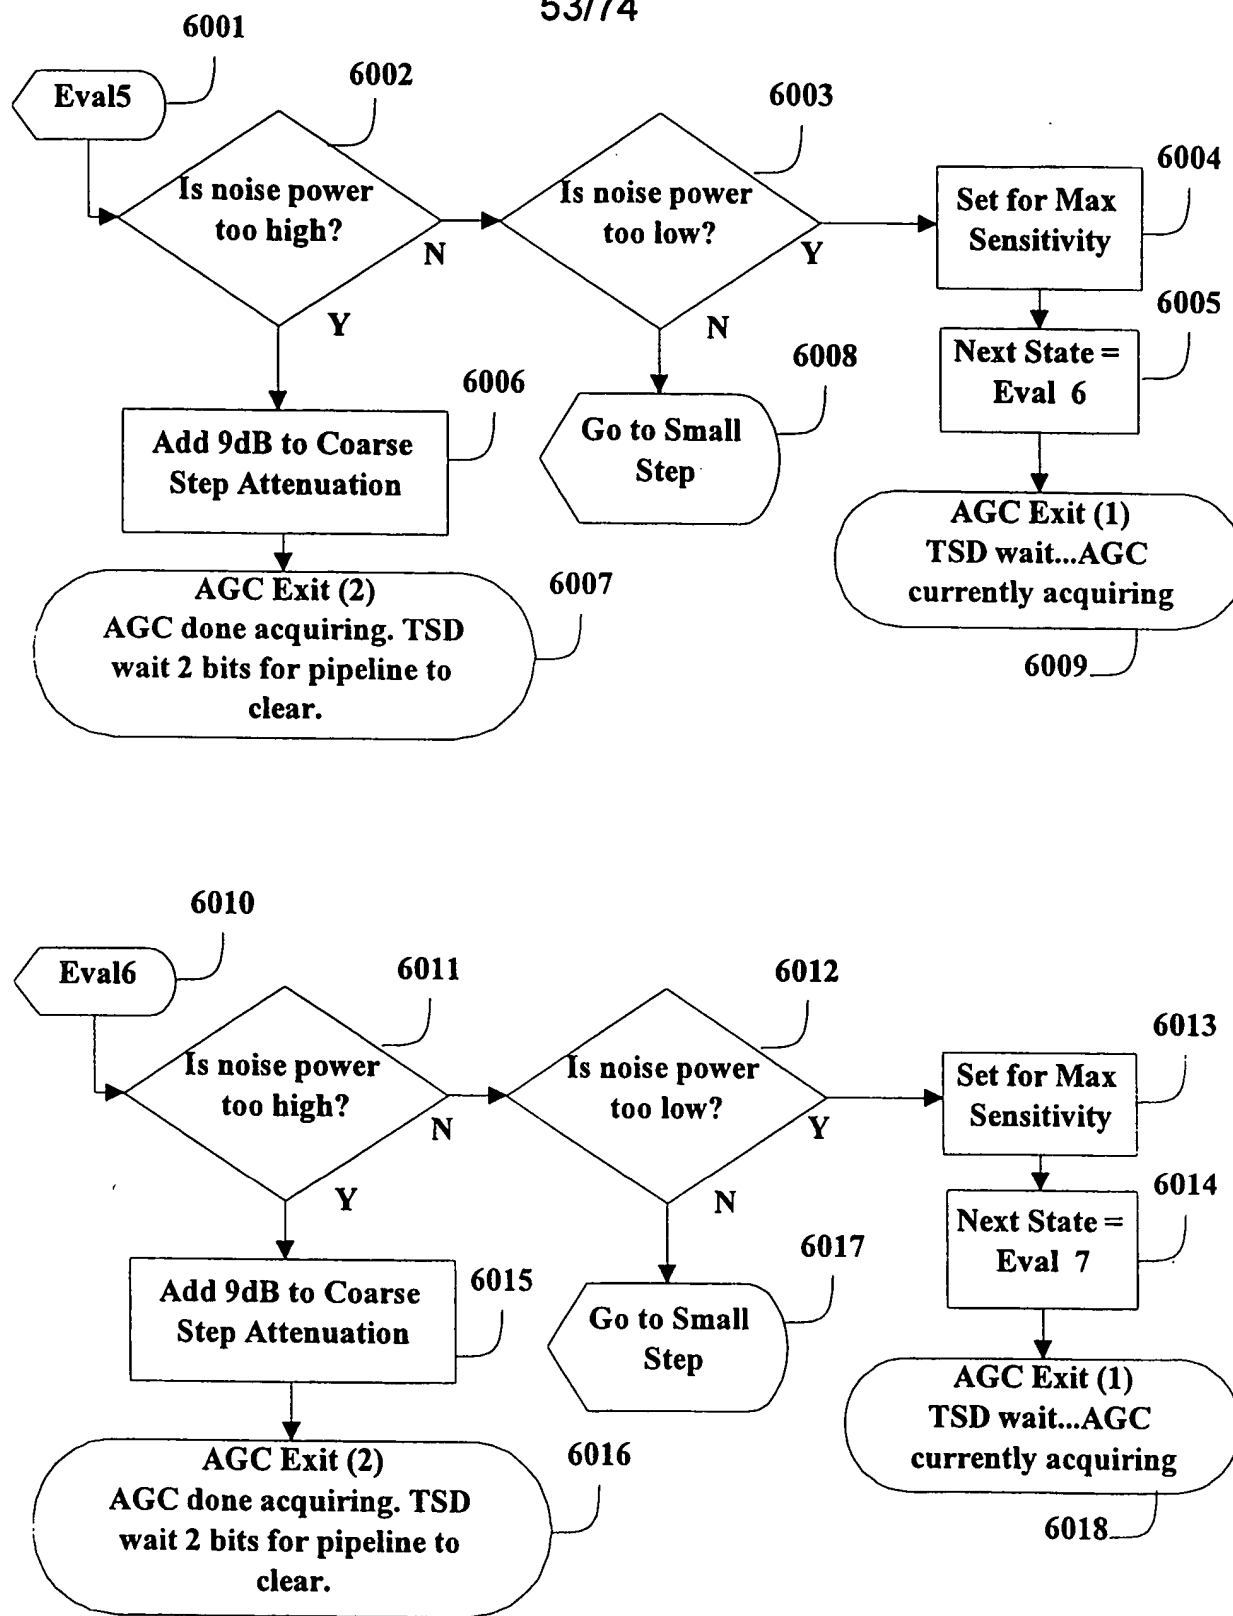 53/74
6001
Eval5
6002
Is noise power
too high?
N
Y
6003
Is noise power
too low?
Y
N
6004
Set for Max
Sensitivity
6005
Next State =
Eval 6
6006
Add 9dB to Coarse
Step Attenuation
6008
Go to Small
Step
AGC Exit (1)
TSD wait...AGC
currently acquiring
6009
AGC Exit (2)
AGC done acquiring. TSD
wait 2 bits for pipeline to
clear.
6007
6010
Eval6
6011
Is noise power
too high?
N
Y
6012
Is noise power
too low?
Y
N
6013
Set for Max
Sensitivity
6014
Next State =
Eval 7
6015
Add 9dB to Coarse
Step Attenuation
6017
Go to Small
Step
AGC Exit (1)
TSD wait...AGC
currently acquiring
6018
AGC Exit (2)
AGC done acquiring. TSD
wait 2 bits for pipeline to
clear.
6016